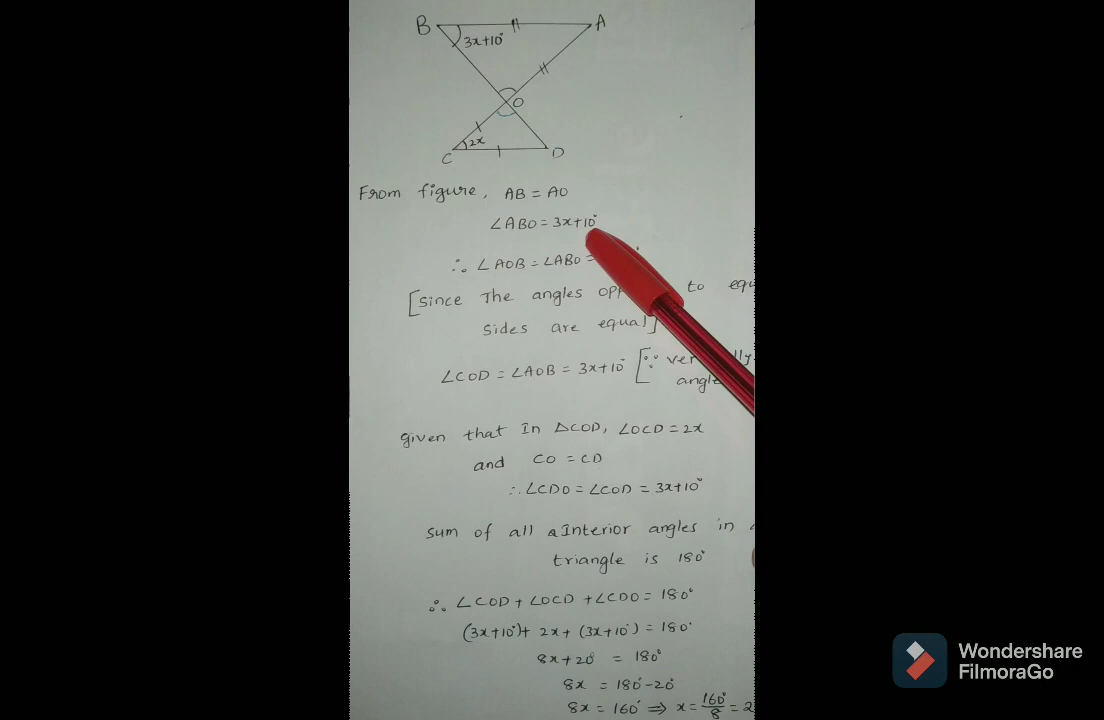 B
A
3x+10°
O
2x
C
D
From figure, AB = AO
∠ABO = 3x+10°
∴ ∠AOB = ∠ABO =
[Since The angles to
sides are equal]
∠COD = ∠AOB = 3x+10° [∵
angle
given that In △COD, ∠OCD = 2x
and CO = CD
∴ ∠CDO = ∠COD = 3x+10°
sum of all Interior angles in
triangle is 180°
∴ ∠COD + ∠OCD + ∠CDO = 180°
(3x+10°)+ 2x+ (3x+10°) = 180°
8x+20° = 180°
8x = 180°-20°
8x = 160° ⇒ x = 160°/8 = 2
Wondershare
FilmoraGo